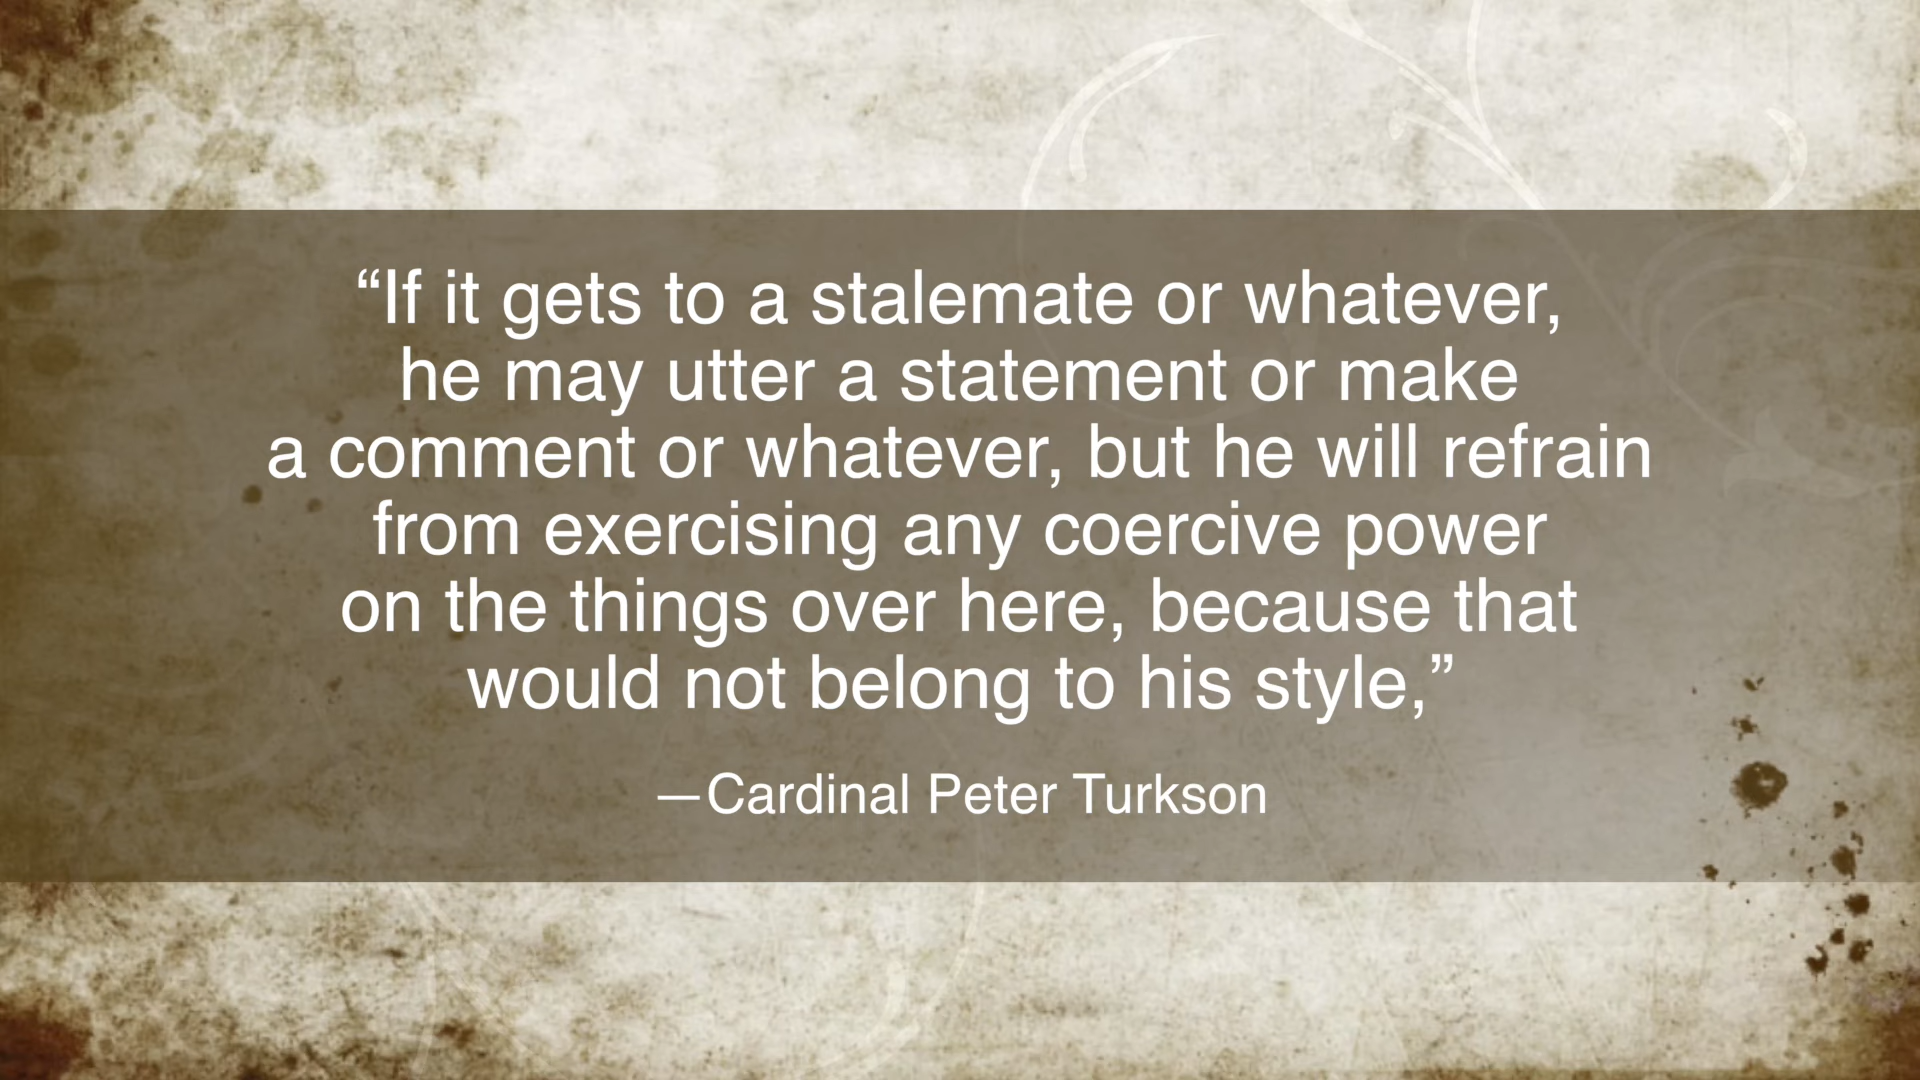 “If it gets to a stalemate or whatever,
he may utter a statement or make
a comment or whatever, but he will refrain
from exercising any coercive power
on the things over here, because that
would not belong to his style,”
—Cardinal Peter Turkson